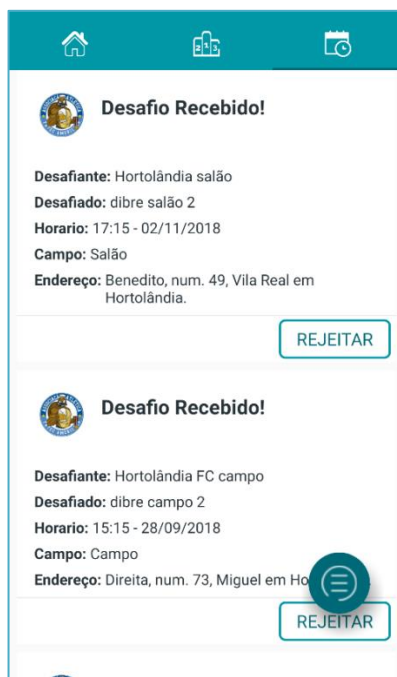 Desafio Recebido!
Desafiante: Hortolândia salão
Desafiado: dibre salão 2
Horario: 17:15 - 02/11/2018
Campo: Salão
Endereço: Benedito, num. 49, Vila Real em
Hortolândia.
REJEITAR
Desafio Recebido!
Desafiante: Hortolândia FC campo
Desafiado: dibre campo 2
Horario: 15:15 - 28/09/2018
Campo: Campo
Endereço: Direita, num. 73, Miguel em
REJEITAR